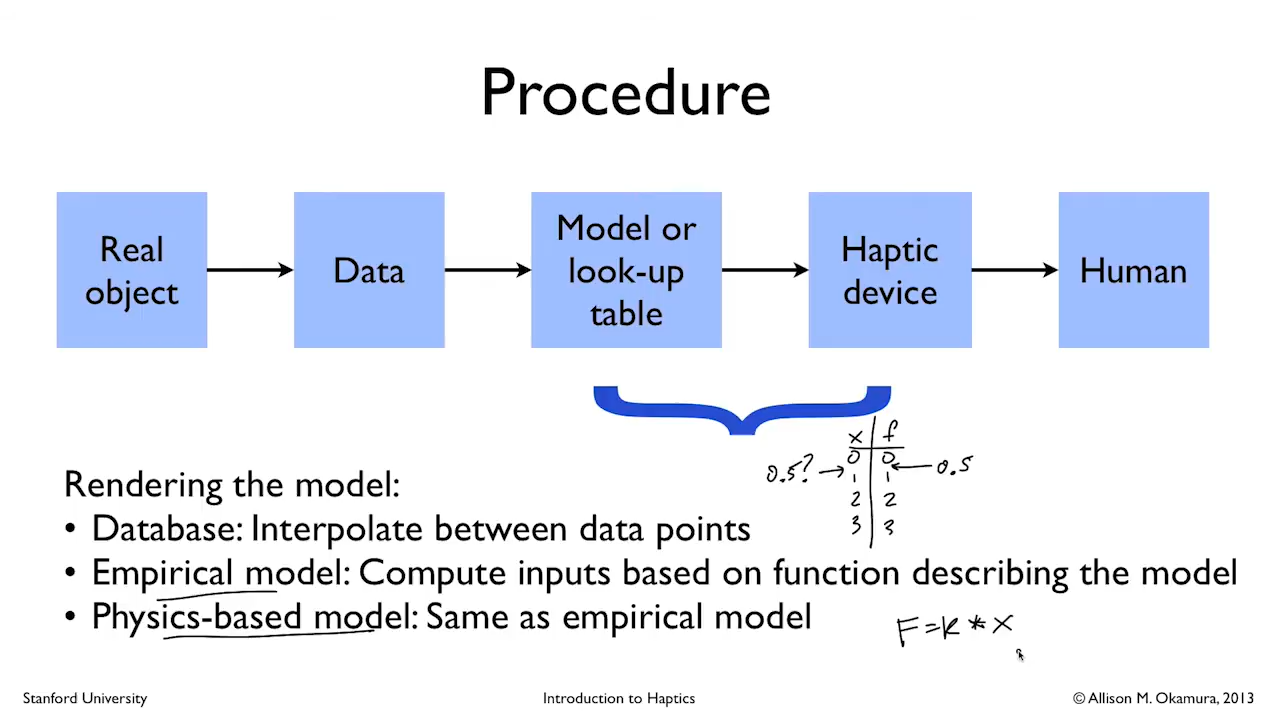 Procedure
Real object
Data
Model or look-up table
Haptic device
Human
x f
0 0
0.5? 0.5
1 1
2 2
3 3
Rendering the model:
• Database: Interpolate between data points
• Empirical model: Compute inputs based on function describing the model
• Physics-based model: Same as empirical model
F=k*x
Stanford University
Introduction to Haptics
© Allison M. Okamura, 2013